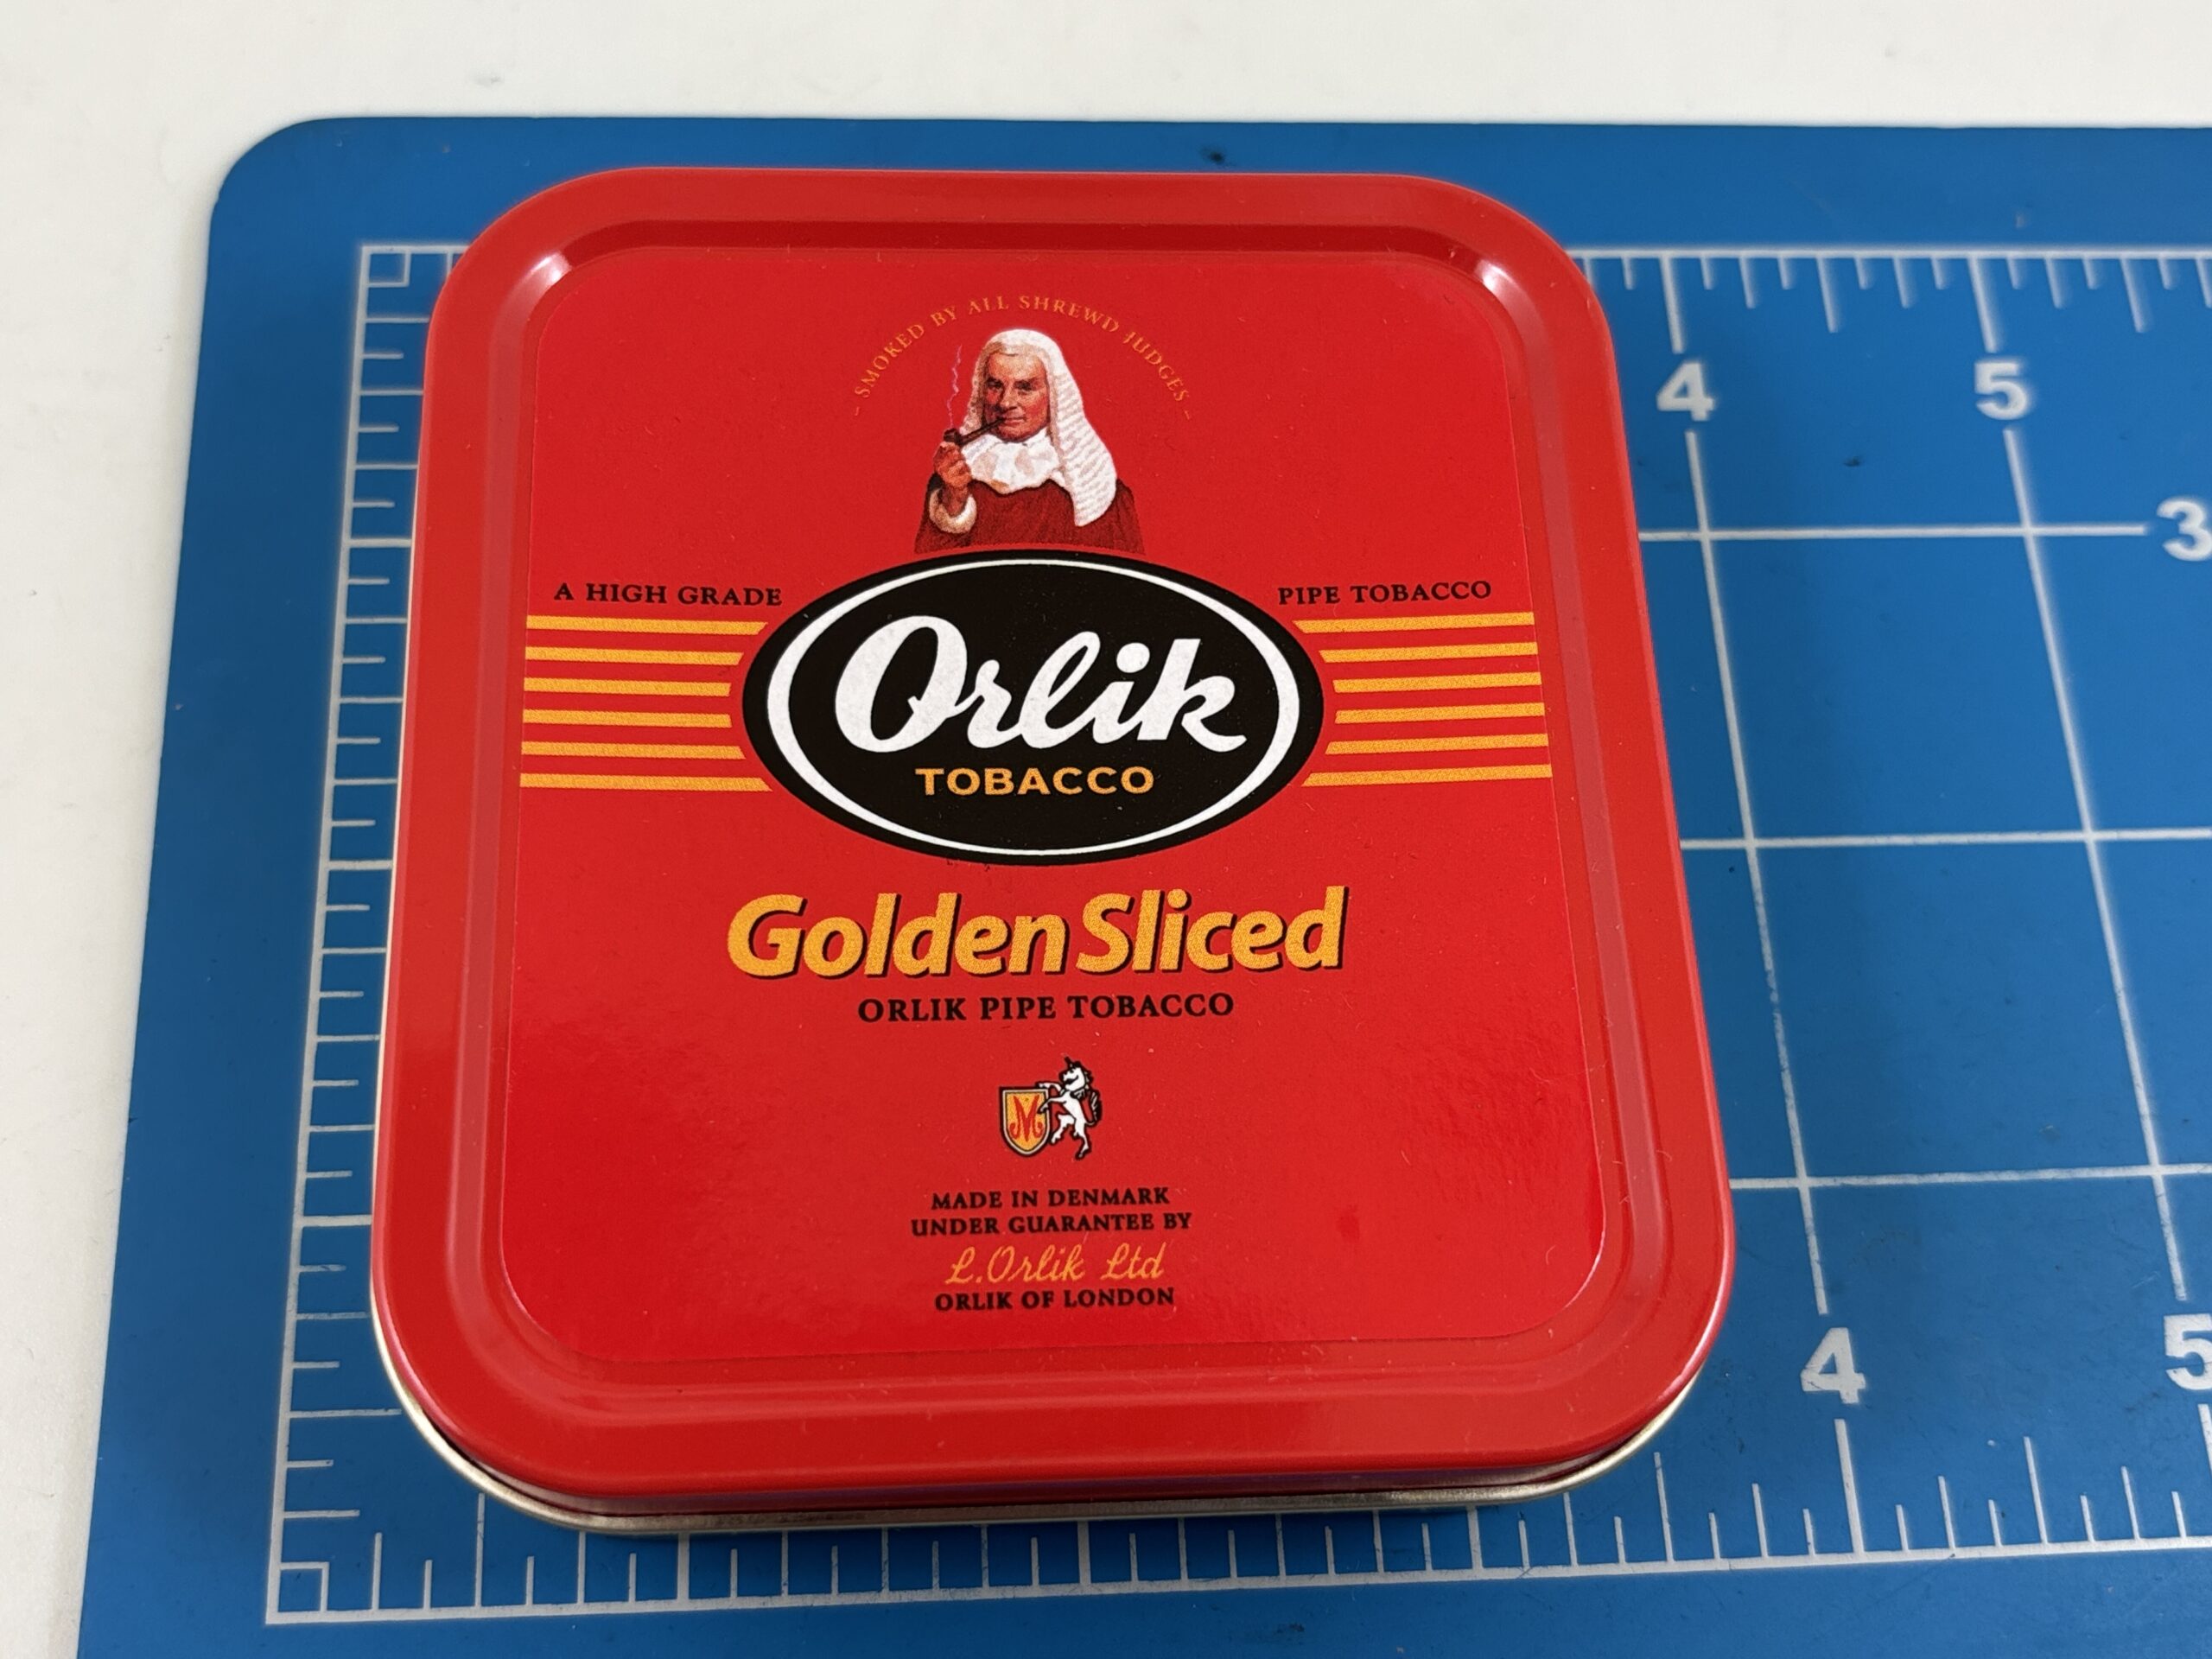 SMOKED BY ALL SHREWD JUDGES
A HIGH GRADE PIPE TOBACCO
Orlik
TOBACCO
Golden Sliced
ORLIK PIPE TOBACCO
M
MADE IN DENMARK
UNDER GUARANTEE BY
L.Orlik Ltd
ORLIK OF LONDON
4 5
3
4 5